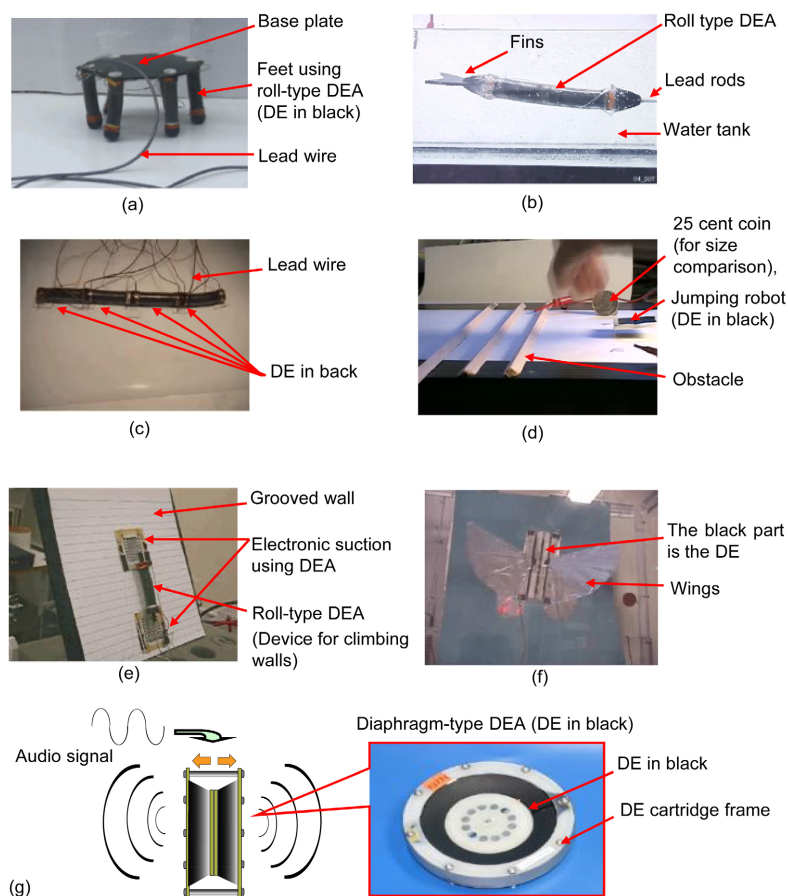 Base plate
Feet using
roll-type DEA
(DE in black)
Lead wire
(a)
Roll type DEA
Fins
Lead rods
Water tank
(b)
Lead wire
DE in back
(c)
25 cent coin
(for size
comparison),
Jumping robot
(DE in black)
Obstacle
(d)
Grooved wall
Electronic suction
using DEA
Roll-type DEA
(Device for climbing
walls)
(e)
The black part
is the DE
Wings
(f)
Diaphragm-type DEA (DE in black)
Audio signal
DE in black
DE cartridge frame
(g)